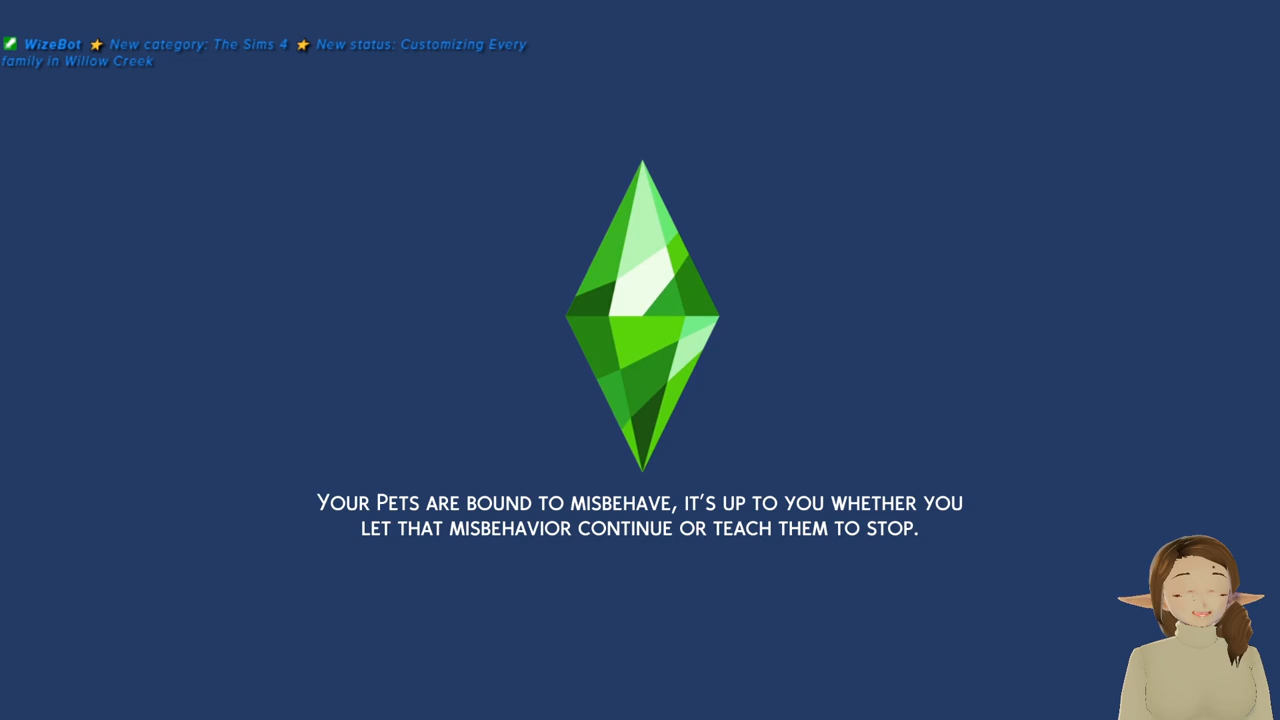 WizeBot ⭐ New category: The Sims 4 ⭐ New status: Customizing Every
family in Willow Creek
Your Pets are bound to misbehave, it's up to you whether you
let that misbehavior continue or teach them to stop.